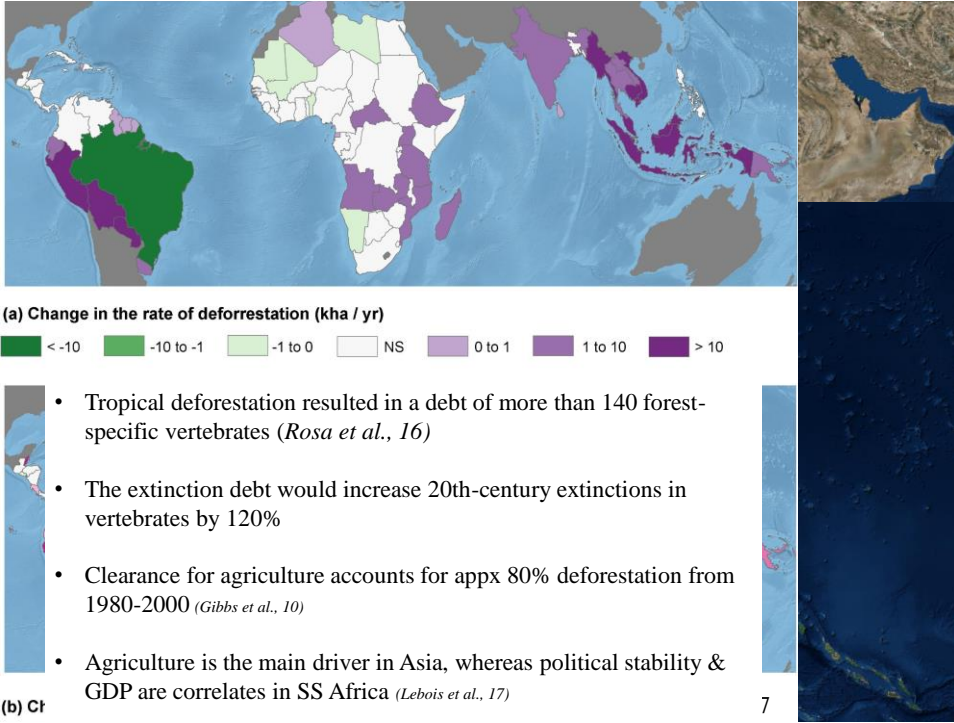 (a) Change in the rate of deforrestation (kha / yr)
< -10 -10 to -1 -1 to 0 NS 0 to 1 1 to 10 > 10
• Tropical deforestation resulted in a debt of more than 140 forest-
specific vertebrates (Rosa et al., 16)
• The extinction debt would increase 20th-century extinctions in
vertebrates by 120%
• Clearance for agriculture accounts for appx 80% deforestation from
1980-2000 (Gibbs et al., 10)
• Agriculture is the main driver in Asia, whereas political stability &
GDP are correlates in SS Africa (Lebois et al., 17)
(b) Ch
7